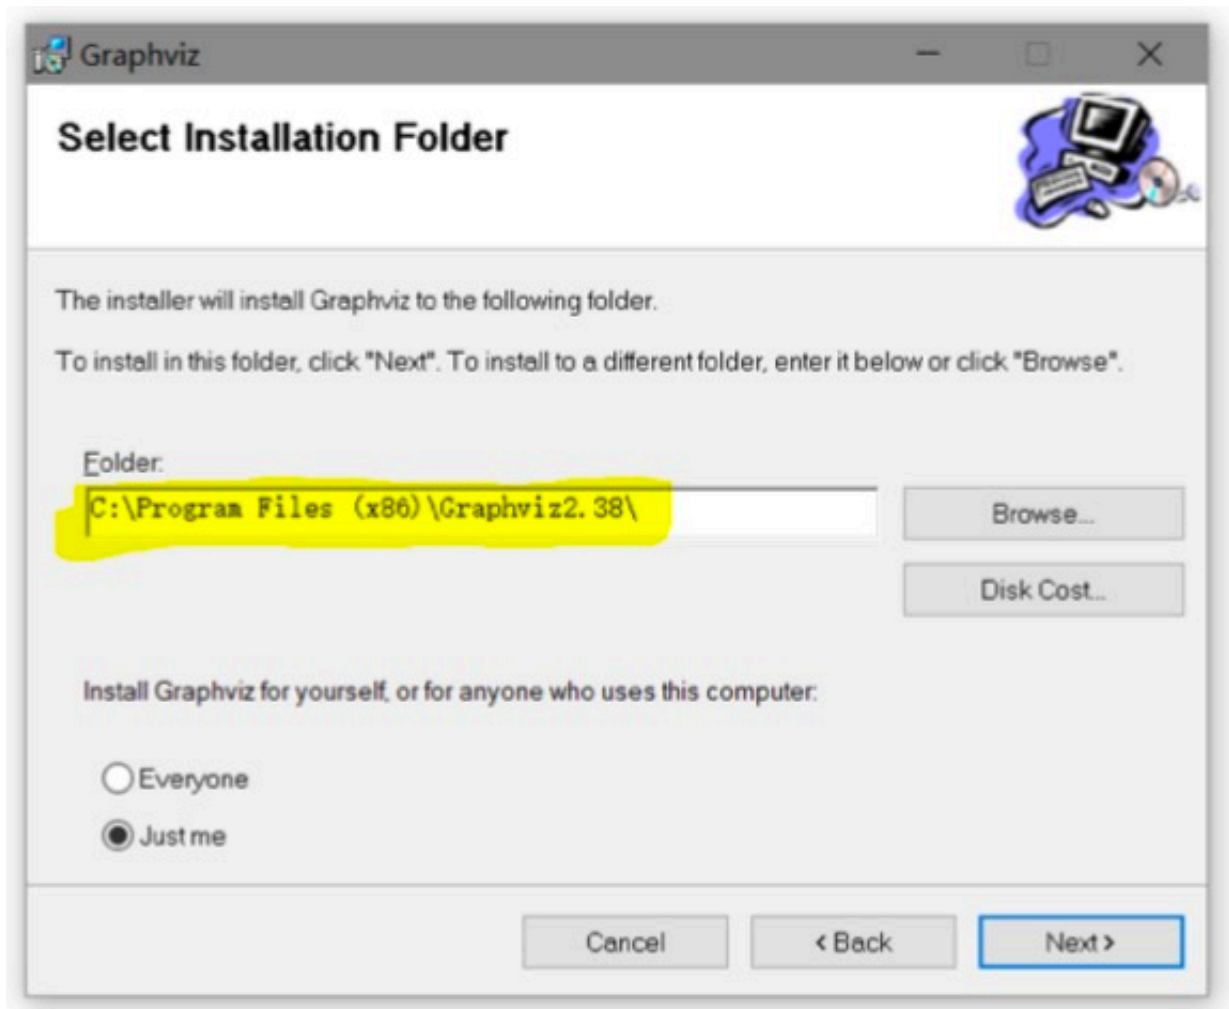 Graphviz
Select Installation Folder
The installer will install Graphviz to the following folder.
To install in this folder, click "Next". To install to a different folder, enter it below or click "Browse".
Folder:
C:\Program Files (x86)\Graphviz2.38\
Browse...
Disk Cost...
Install Graphviz for yourself, or for anyone who uses this computer:
Everyone
Just me
Cancel
< Back
Next >